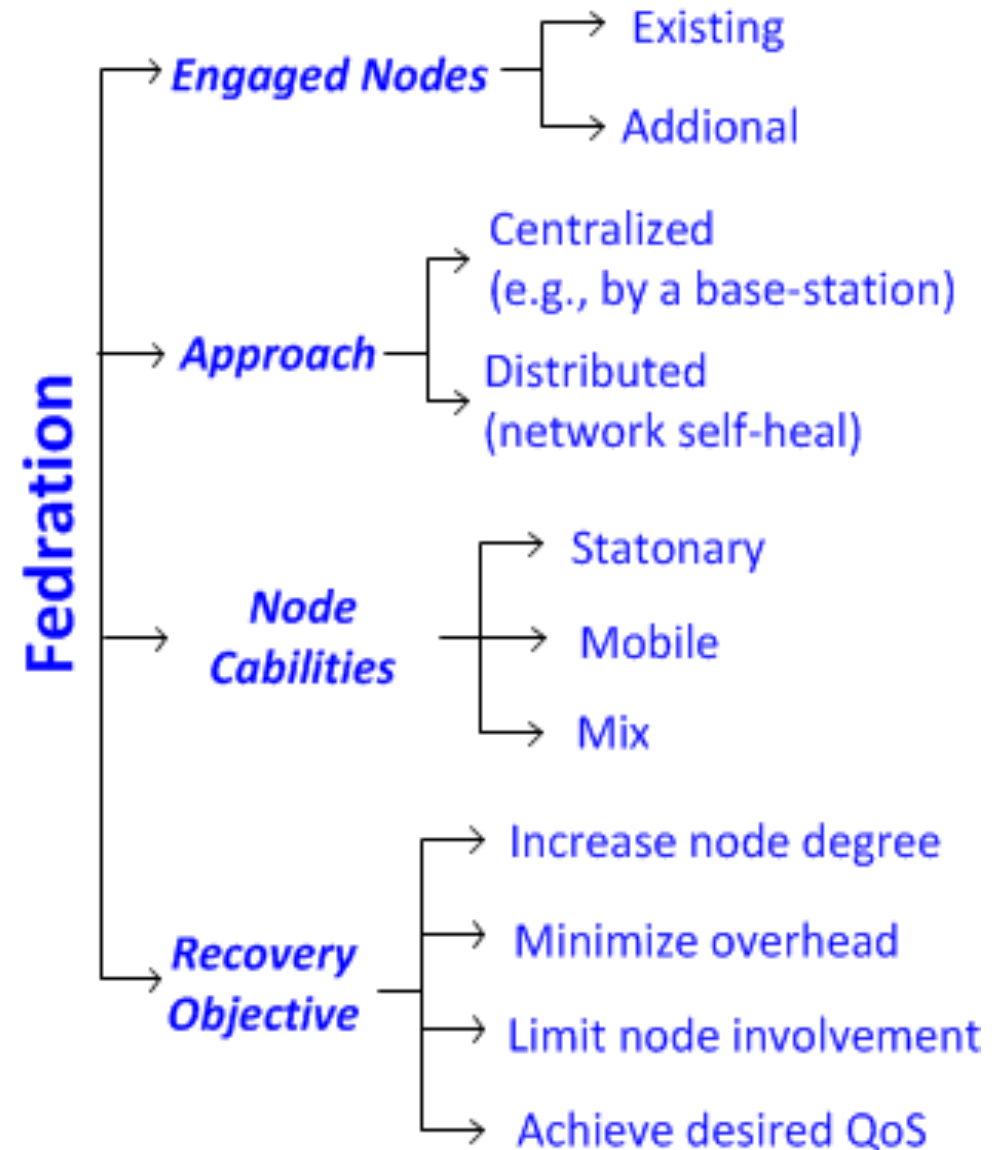 Fedration
Engaged Nodes
Existing
Addional
Approach
Centralized
(e.g., by a base-station)
Distributed
(network self-heal)
Node
Cabilities
Statonary
Mobile
Mix
Recovery
Objective
Increase node degree
Minimize overhead
Limit node involvement
Achieve desired QoS